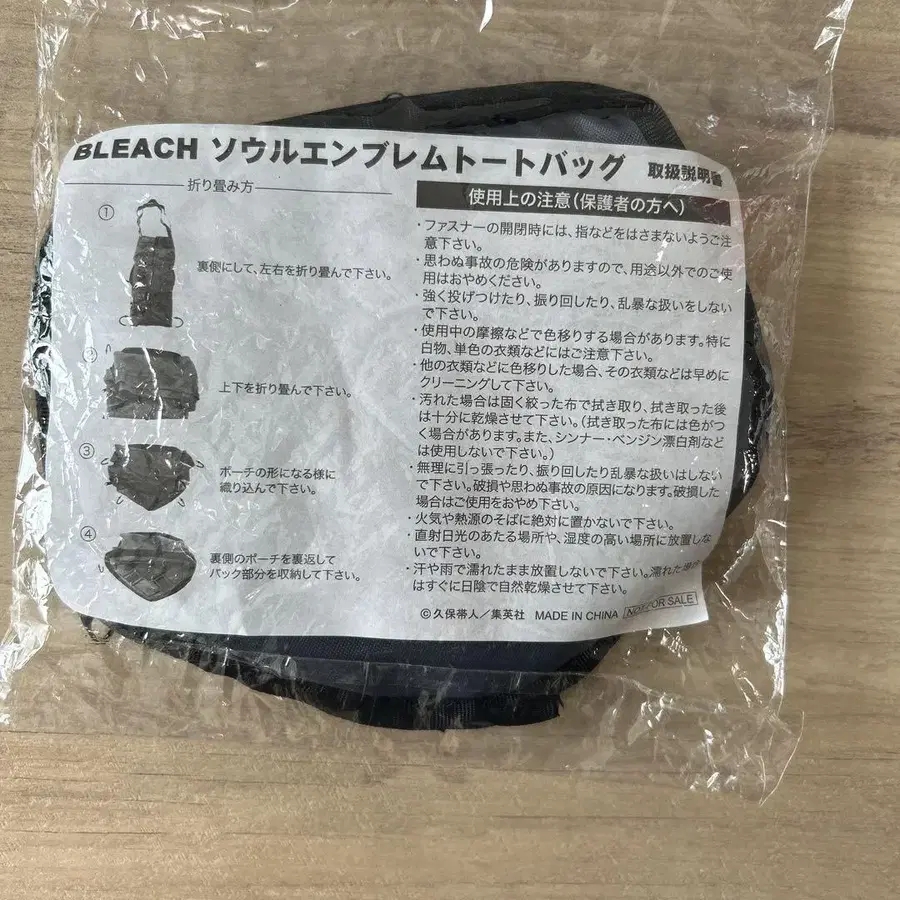 BLEACH ソウルエンブレムトートバッグ 取扱説明書
折り畳み方
①
裏側にして、左右を折り畳んで下さい。
②
上下を折り畳んで下さい。
③
ポーチの形になる様に
織り込んで下さい。
④
裏側のポーチを裏返して
バック部分を収納して下さい。
使用上の注意(保護者の方へ)
・ファスナーの開閉時には、指などをはさまないようご注
意下さい。
・思わぬ事故の危険がありますので、用途以外でのご使
用はおやめください。
・強く投げつけたり、振り回したり、乱暴な扱いをしない
で下さい。
・使用中の摩擦などで色移りする場合があります。特に
白物、単色の衣類などにはご注意下さい。
・他の衣類などに色移りした場合、その衣類などは早めに
クリーニングして下さい。
・汚れた場合は固く絞った布で拭き取り、拭き取った後
は十分に乾燥させて下さい。(拭き取った布には色がつ
く場合があります。また、シンナー・ベンジン漂白剤など
は使用しないで下さい。)
・無理に引っ張ったり、振り回したり乱暴な扱いはしない
で下さい。破損や思わぬ事故の原因になります。破損した
場合はご使用をおやめ下さい。
・火気や熱源のそばに絶対に置かないで下さい。
・直射日光のあたる場所や、湿度の高い場所に放置しな
いで下さい。
・汗や雨で濡れたまま放置しないで下さい。濡れた場合
はすぐに日陰で自然乾燥させて下さい。
©久保帯人/集英社 MADE IN CHINA NOT FOR SALE